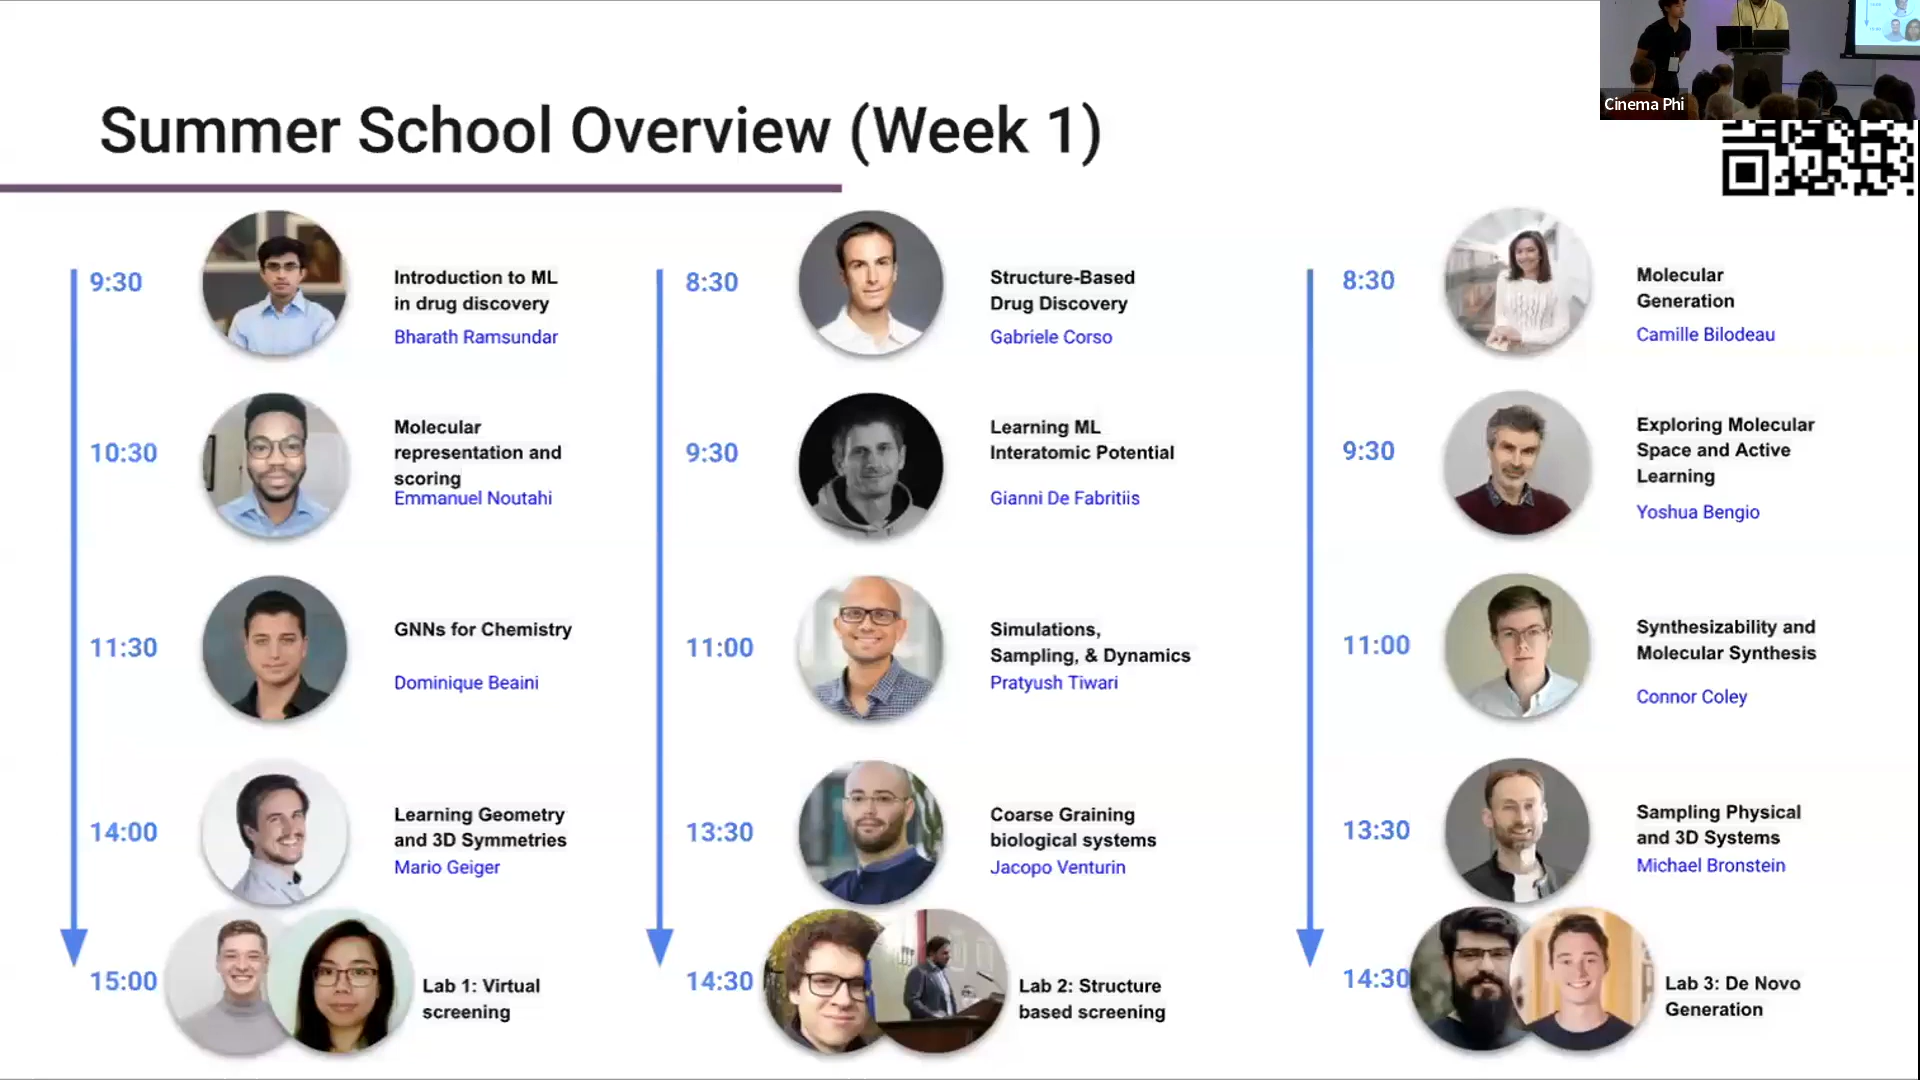 Cinema Phi
Summer School Overview (Week 1)
9:30
Introduction to ML
in drug discovery
Bharath Ramsundar
10:30
Molecular
representation and
scoring
Emmanuel Noutahi
11:30
GNNs for Chemistry
Dominique Beaini
14:00
Learning Geometry
and 3D Symmetries
Mario Geiger
15:00
Lab 1: Virtual
screening
8:30
Structure-Based
Drug Discovery
Gabriele Corso
9:30
Learning ML
Interatomic Potential
Gianni De Fabritiis
11:00
Simulations,
Sampling, & Dynamics
Pratyush Tiwari
13:30
Coarse Graining
biological systems
Jacopo Venturin
14:30
Lab 2: Structure
based screening
8:30
Molecular
Generation
Camille Bilodeau
9:30
Exploring Molecular
Space and Active
Learning
Yoshua Bengio
11:00
Synthesizability and
Molecular Synthesis
Connor Coley
13:30
Sampling Physical
and 3D Systems
Michael Bronstein
14:30
Lab 3: De Novo
Generation